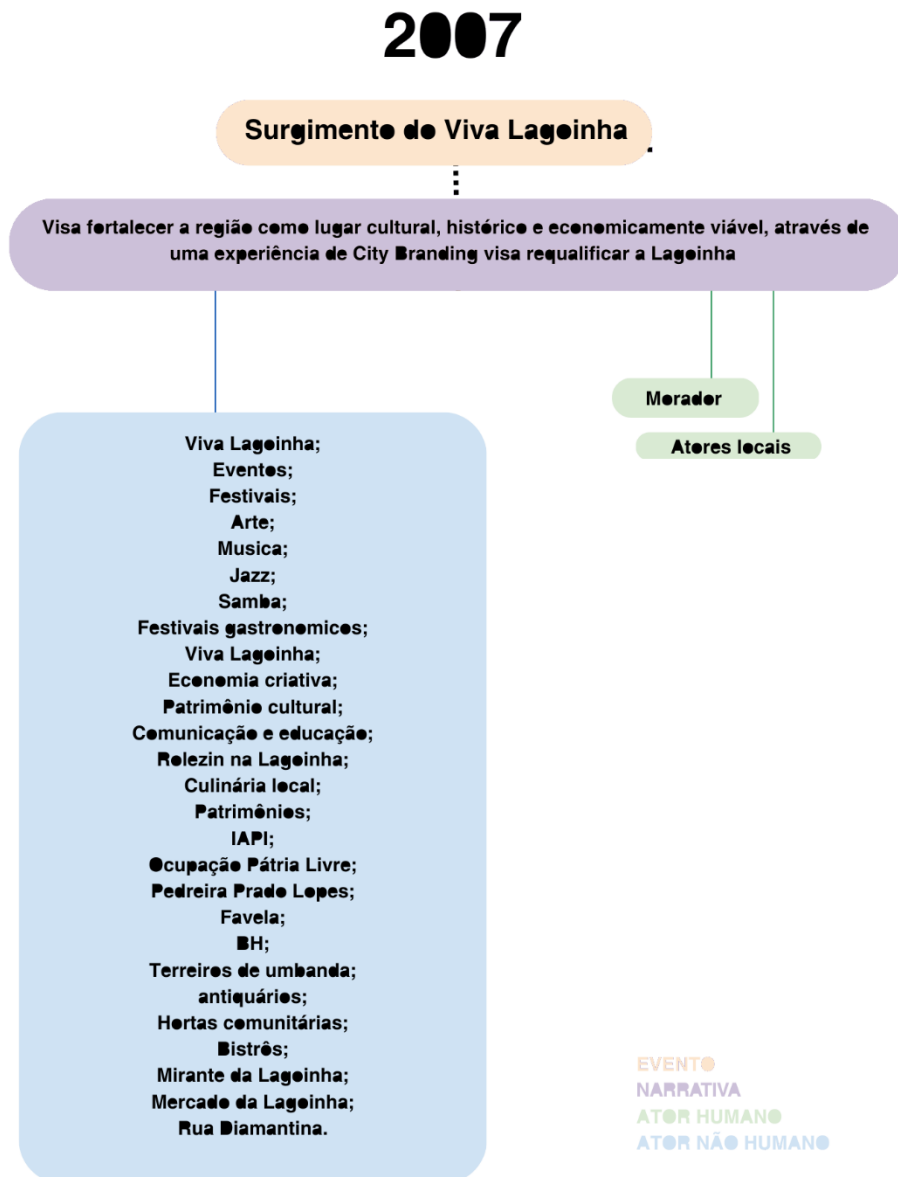 2007
Surgimento do Viva Lagoinha
Visa fortalecer a região como lugar cultural, histórico e economicamente viável, através de
uma experiência de City Branding visa requalificar a Lagoinha
Morador
Atores locais
Viva Lagoinha;
Eventos;
Festivais;
Arte;
Musica;
Jazz;
Samba;
Festivais gastronomicos;
Viva Lagoinha;
Economia criativa;
Patrimônio cultural;
Comunicação e educação;
Rolezin na Lagoinha;
Culinária local;
Patrimônios;
IAPI;
Ocupação Pátria Livre;
Pedreira Prado Lopes;
Favela;
BH;
Terreiros de umbanda;
antiquários;
Hortas comunitárias;
Bistrôs;
Mirante da Lagoinha;
Mercado da Lagoinha;
Rua Diamantina.
EVENTO
NARRATIVA
ATOR HUMANO
ATOR NÃO HUMANO